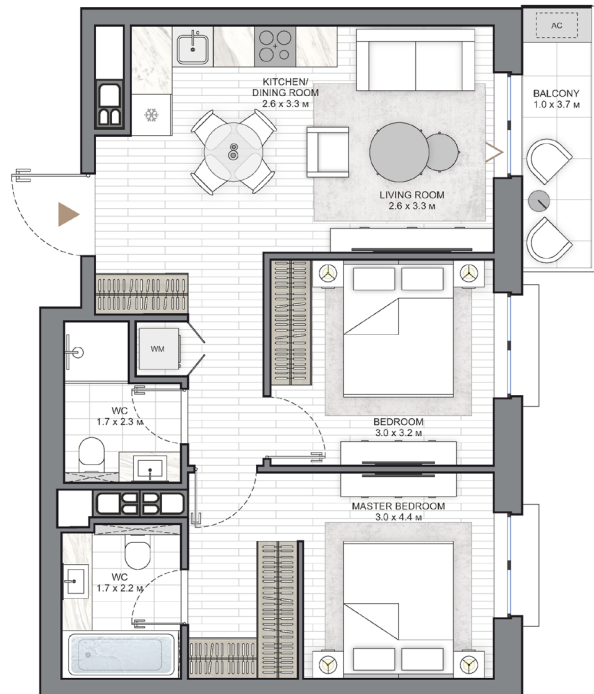 AC
KITCHEN/
DINING ROOM
2.6 x 3.3 м
BALCONY
1.0 x 3.7 м
LIVING ROOM
2.6 x 3.3 м
WM
WC
1.7 x 2.3 м
BEDROOM
3.0 x 3.2 м
MASTER BEDROOM
3.0 x 4.4 м
WC
1.7 x 2.2 м